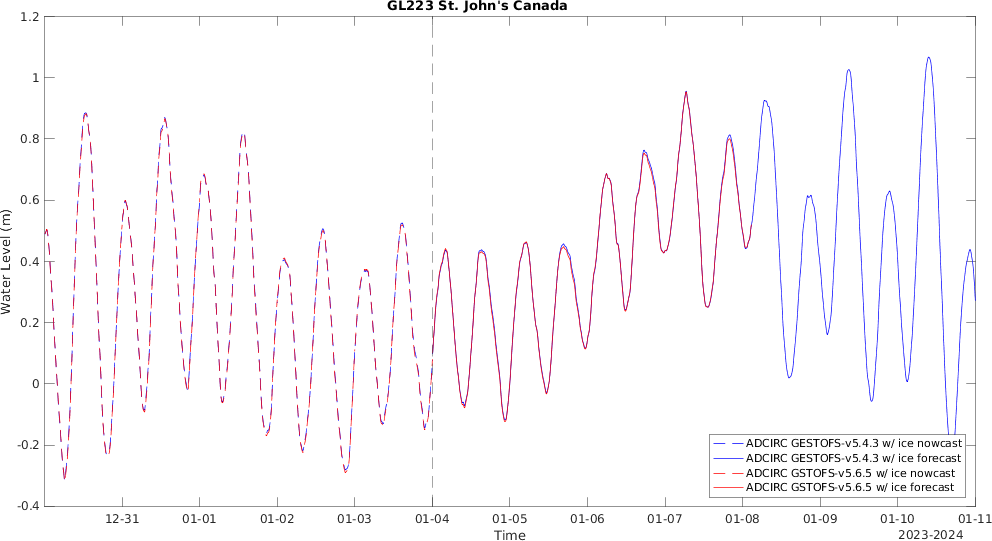 GL223 St. John's Canada
1.2
1
0.8
0.6
0.4
0.2
0
-0.2
-0.4
Water Level (m)
ADCIRC GESTOFS-v5.4.3 w/ ice nowcast
ADCIRC GESTOFS-v5.4.3 w/ ice forecast
ADCIRC GSTOFS-v5.6.5 w/ ice nowcast
ADCIRC GSTOFS-v5.6.5 w/ ice forecast
12-31 01-01 01-02 01-03 01-04 01-05 01-06 01-07 01-08 01-09 01-10 01-11
Time
2023-2024